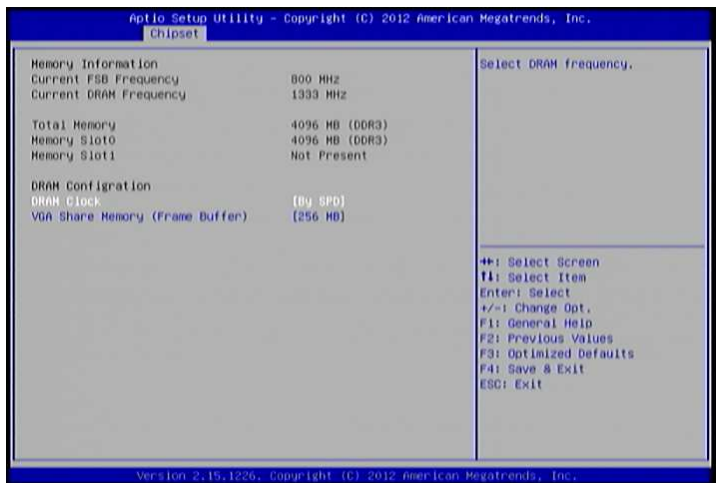 Aptio Setup Utility - Copyright (C) 2012 American Megatrends, Inc.
Chipset
Memory Information
Current FSB Frequency 800 MHz
Current DRAM Frequency 1333 MHz
Total Memory 4096 MB (DDR3)
Memory Slot0 4096 MB (DDR3)
Memory Slot1 Not Present
DRAM Configration
DRAM Clock [By SPD]
VGA Share Memory (Frame Buffer) [256 MB]
Select DRAM frequency.
→←: Select Screen
↑↓: Select Item
Enter: Select
+/-: Change Opt.
F1: General Help
F2: Previous Values
F3: Optimized Defaults
F4: Save & Exit
ESC: Exit
Version 2.15.1226. Copyright (C) 2012 American Megatrends, Inc.